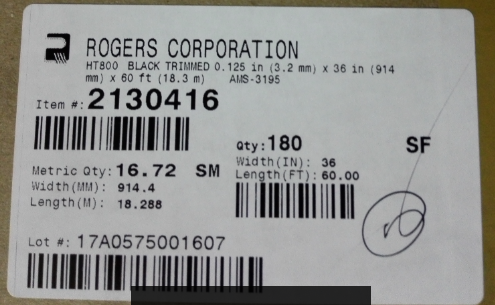 ROGERS CORPORATION
HT800 BLACK TRIMMED 0.125 in (3.2 mm) x 36 in (914
mm) x 60 ft (18.3 m) AMS-3195
Item #: 2130416
Qty: 180 SF
Metric Qty: 16.72 SM
Width(IN): 36
Width(MM): 914.4
Length(FT): 60.00
Length(M): 18.288
Lot #: 17A0575001607